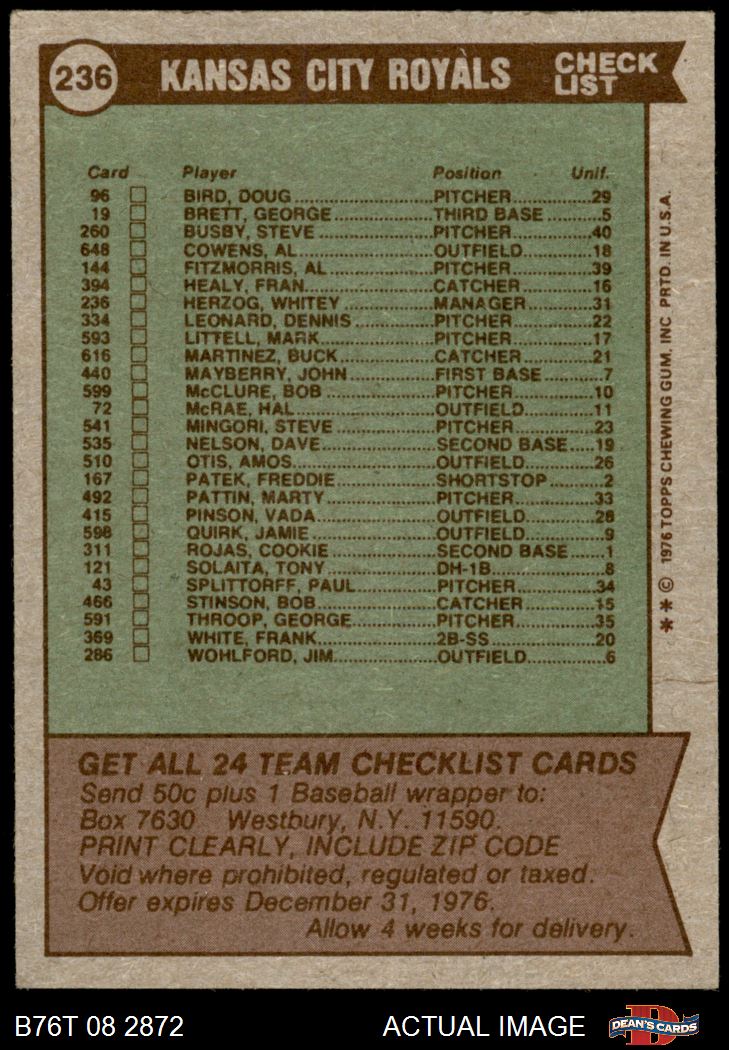 236 KANSAS CITY ROYALS CHECK LIST
Card Player Position Unif.
96 BIRD, DOUG PITCHER 29
19 BRETT, GEORGE THIRD BASE 5
260 BUSBY, STEVE PITCHER 40
648 COWENS, AL OUTFIELD 18
144 FITZMORRIS, AL PITCHER 39
394 HEALY, FRAN CATCHER 16
236 HERZOG, WHITEY MANAGER 31
334 LEONARD, DENNIS PITCHER 22
593 LITTELL, MARK PITCHER 17
616 MARTINEZ, BUCK CATCHER 21
440 MAYBERRY, JOHN FIRST BASE 7
599 McCLURE, BOB PITCHER 10
72 McRAE, HAL OUTFIELD 11
541 MINGORI, STEVE PITCHER 23
535 NELSON, DAVE SECOND BASE 19
510 OTIS, AMOS OUTFIELD 26
167 PATEK, FREDDIE SHORTSTOP 2
492 PATTIN, MARTY PITCHER 33
415 PINSON, VADA OUTFIELD 28
598 QUIRK, JAMIE OUTFIELD 9
311 ROJAS, COOKIE SECOND BASE 1
121 SOLAITA, TONY DH-1B 8
43 SPLITTORFF, PAUL PITCHER 34
466 STINSON, BOB CATCHER 15
591 THROOP, GEORGE PITCHER 35
369 WHITE, FRANK 2B-SS 20
286 WOHLFORD, JIM OUTFIELD 6
** © 1976 TOPPS CHEWING GUM, INC PRTD. IN U.S.A.
GET ALL 24 TEAM CHECKLIST CARDS
Send 50c plus 1 Baseball wrapper to:
Box 7630 Westbury, N.Y. 11590.
PRINT CLEARLY, INCLUDE ZIP CODE
Void where prohibited, regulated or taxed.
Offer expires December 31, 1976.
Allow 4 weeks for delivery.
B76T 08 2872 ACTUAL IMAGE DEAN'S CARDS